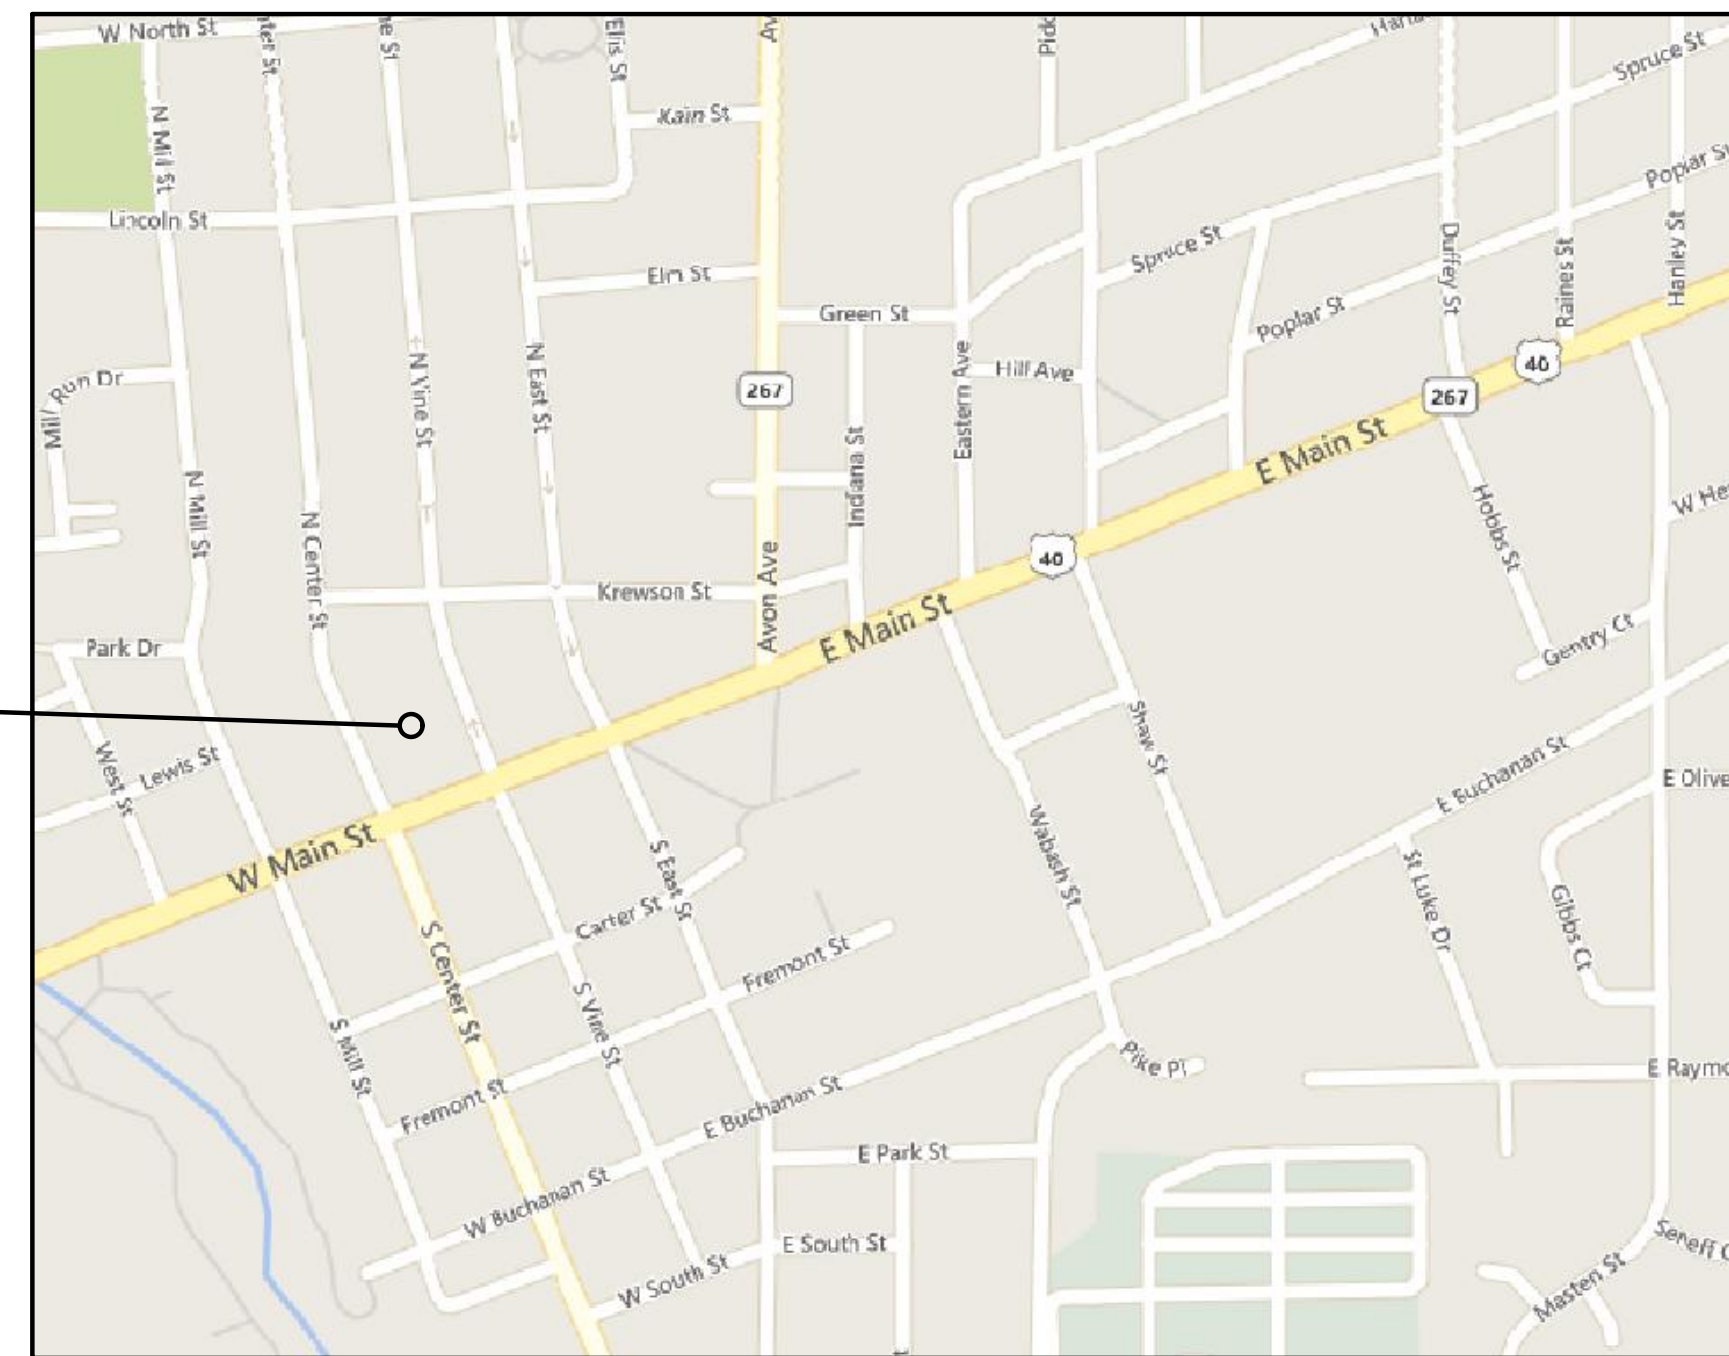 W North St
Ellis St
Kain St
Spruce St
N Mill St
Poplar St
Lincoln St
Spruce St
Duffey St
Raines St
Hanley St
Elm St
Green St
Poplar St
Hill Ave
Mill Run Dr
N Vine St
N East St
267
Eastern Ave
40
267
E Main St
Indiana St
N Mill St
N Center St
Hobbs St
40
Krewson St
Avon Ave
E Main St
Gentry Ct
Park Dr
Shaw St
West St
Lewis St
E Buchanan St
E Olive
W Main St
Wabash St
S East St
St Luke Dr
Gibbs Ct
Carter St
S Center St
Fremont St
S Vine St
S Mill St
Pike Pl
Fremont St
E Buchanan St
E Park St
W Buchanan St
E South St
W South St
Masten St